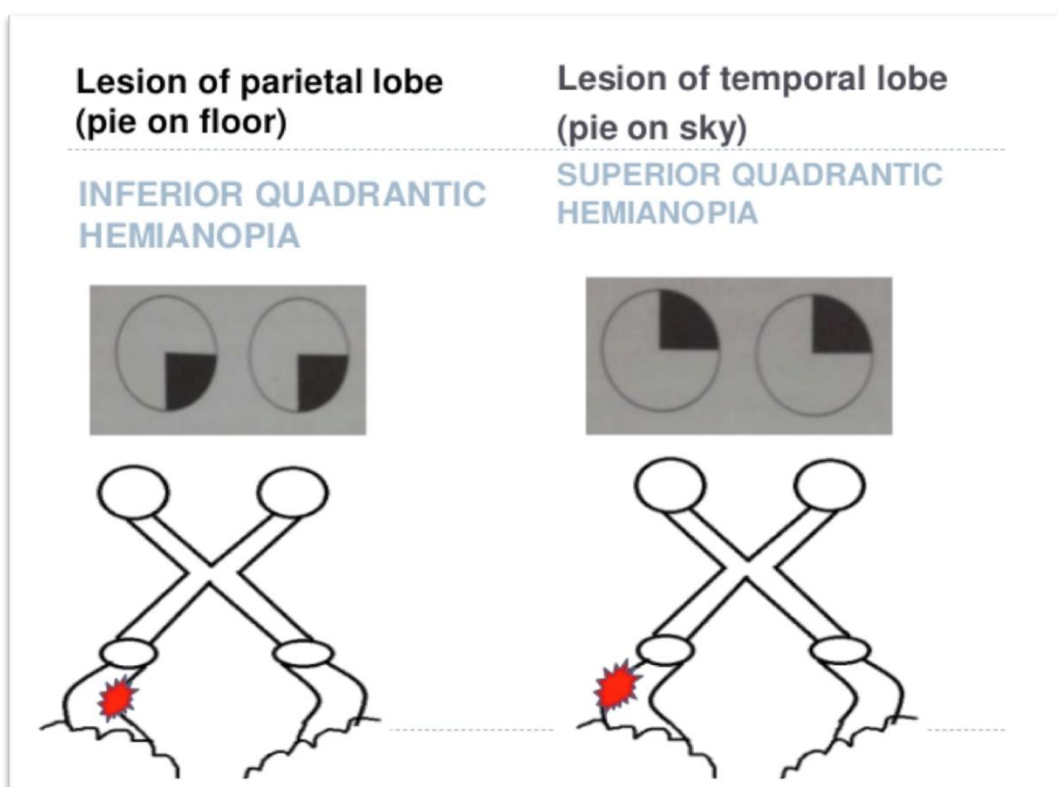 Lesion of parietal lobe
(pie on floor)
INFERIOR QUADRANTIC
HEMIANOPIA
Lesion of temporal lobe
(pie on sky)
SUPERIOR QUADRANTIC
HEMIANOPIA